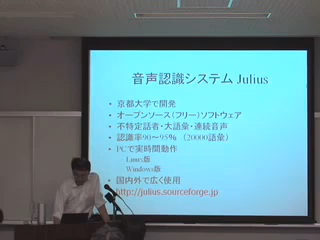 音声認識システム Julius
• 京都大学で開発
• オープンソース(フリー)ソフトウェア
• 不特定話者・大語彙・連続音声
• 認識率90～95% (20000語彙)
• PCで実時間動作
– Linux版
– Windows版
• 国内外で広く使用
• http://julius.sourceforge.jp